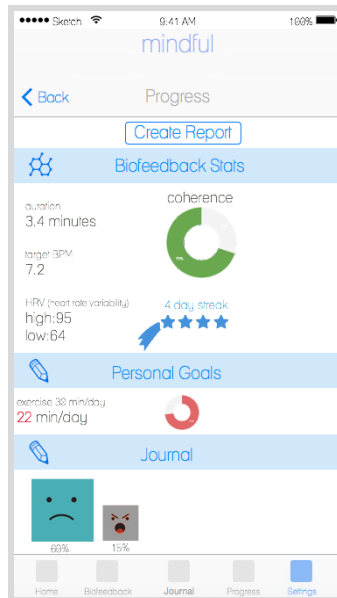 Sketch 9:41 AM 100%
mindful
Back Progress
Create Report
Biofeedback Stats
coherence
duration
3.4 minutes
target BPM
7.2
HRV (heart rate variability)
high:95
low:64
4 day streak
Personal Goals
exercise 30 min/day
22 min/day
Journal
60% 15%
Home Biofeedback Journal Progress Settings